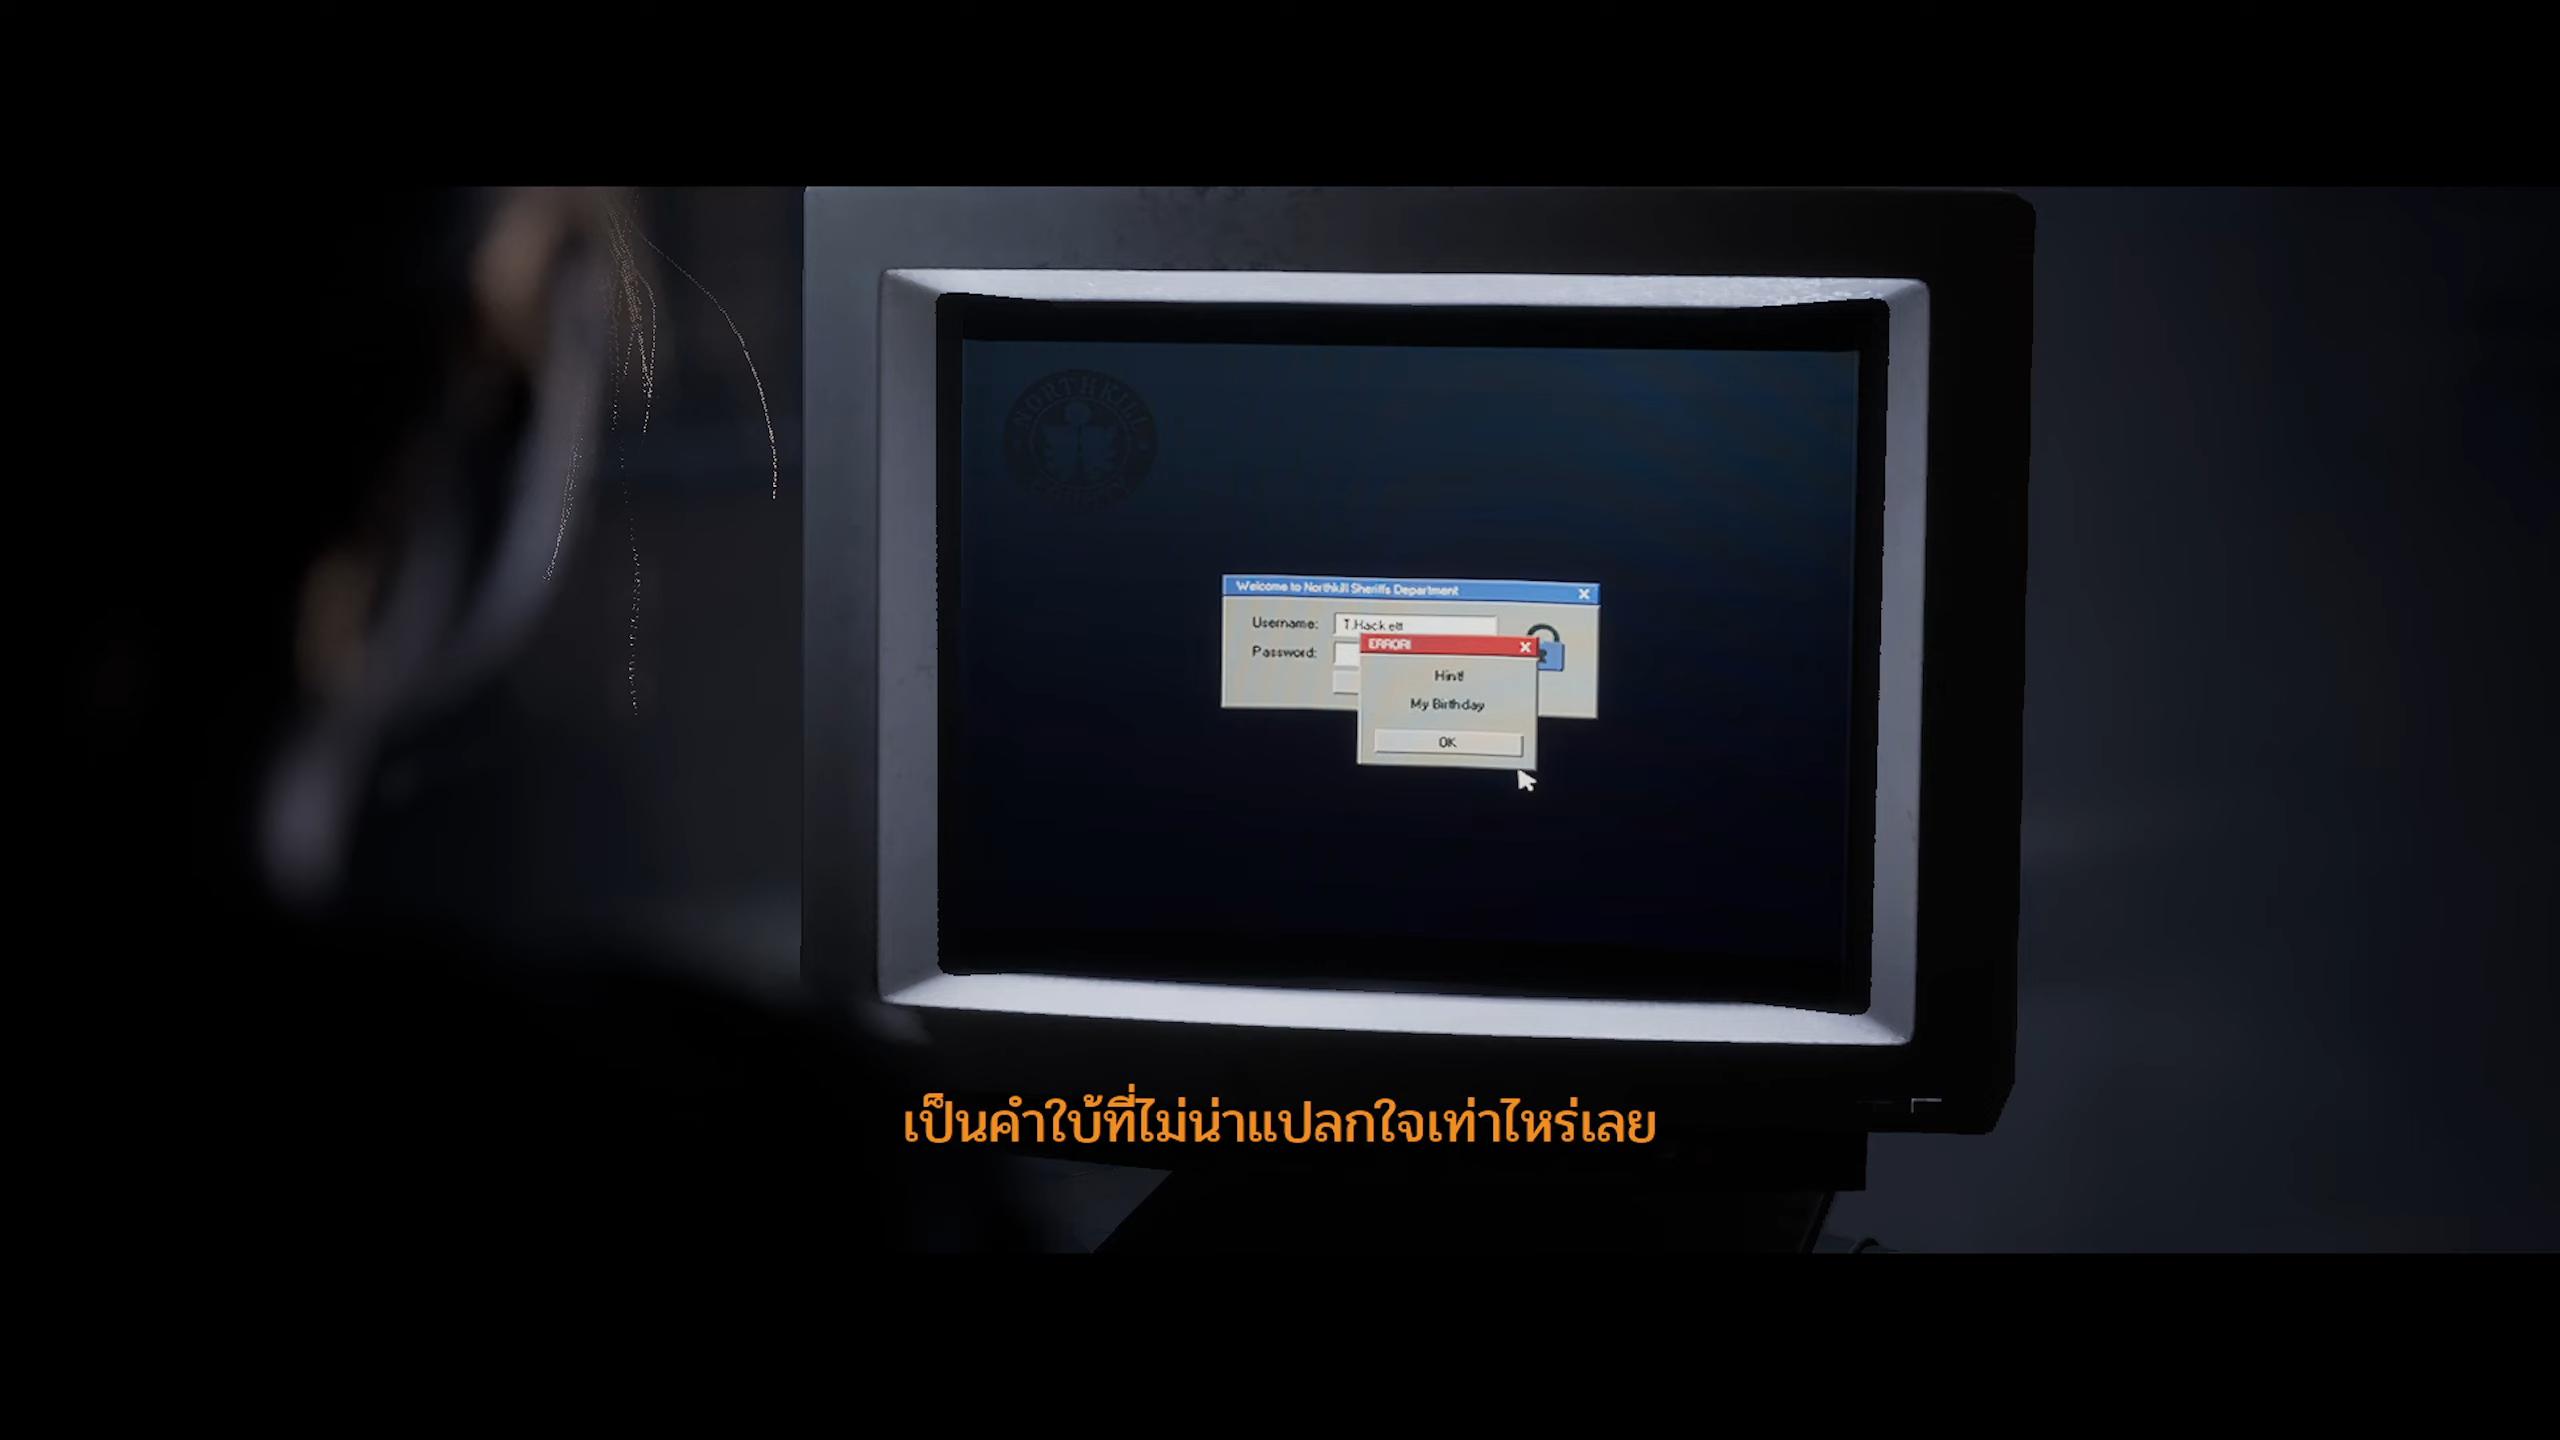 NORTHKILL
COUNTY
Welcome to Northkill Sheriffs Department
Username: T.Hackett
Password:
ERROR!
Hint!
My Birthday
OK
เป็นคำใบ้ที่ไม่น่าแปลกใจเท่าไหร่เลย